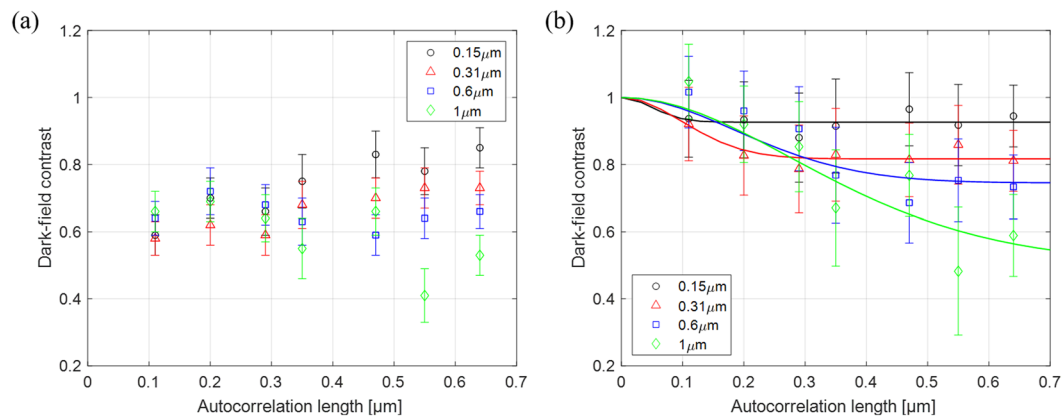 (a)
1.2
1
0.8
0.6
0.4
0.2
Dark-field contrast
0.15μm
0.31μm
0.6μm
1μm
0 0.1 0.2 0.3 0.4 0.5 0.6 0.7
Autocorrelation length [μm]
(b)
1.2
1
0.8
0.6
0.4
0.2
Dark-field contrast
0.15μm
0.31μm
0.6μm
1μm
0 0.1 0.2 0.3 0.4 0.5 0.6 0.7
Autocorrelation length [μm]